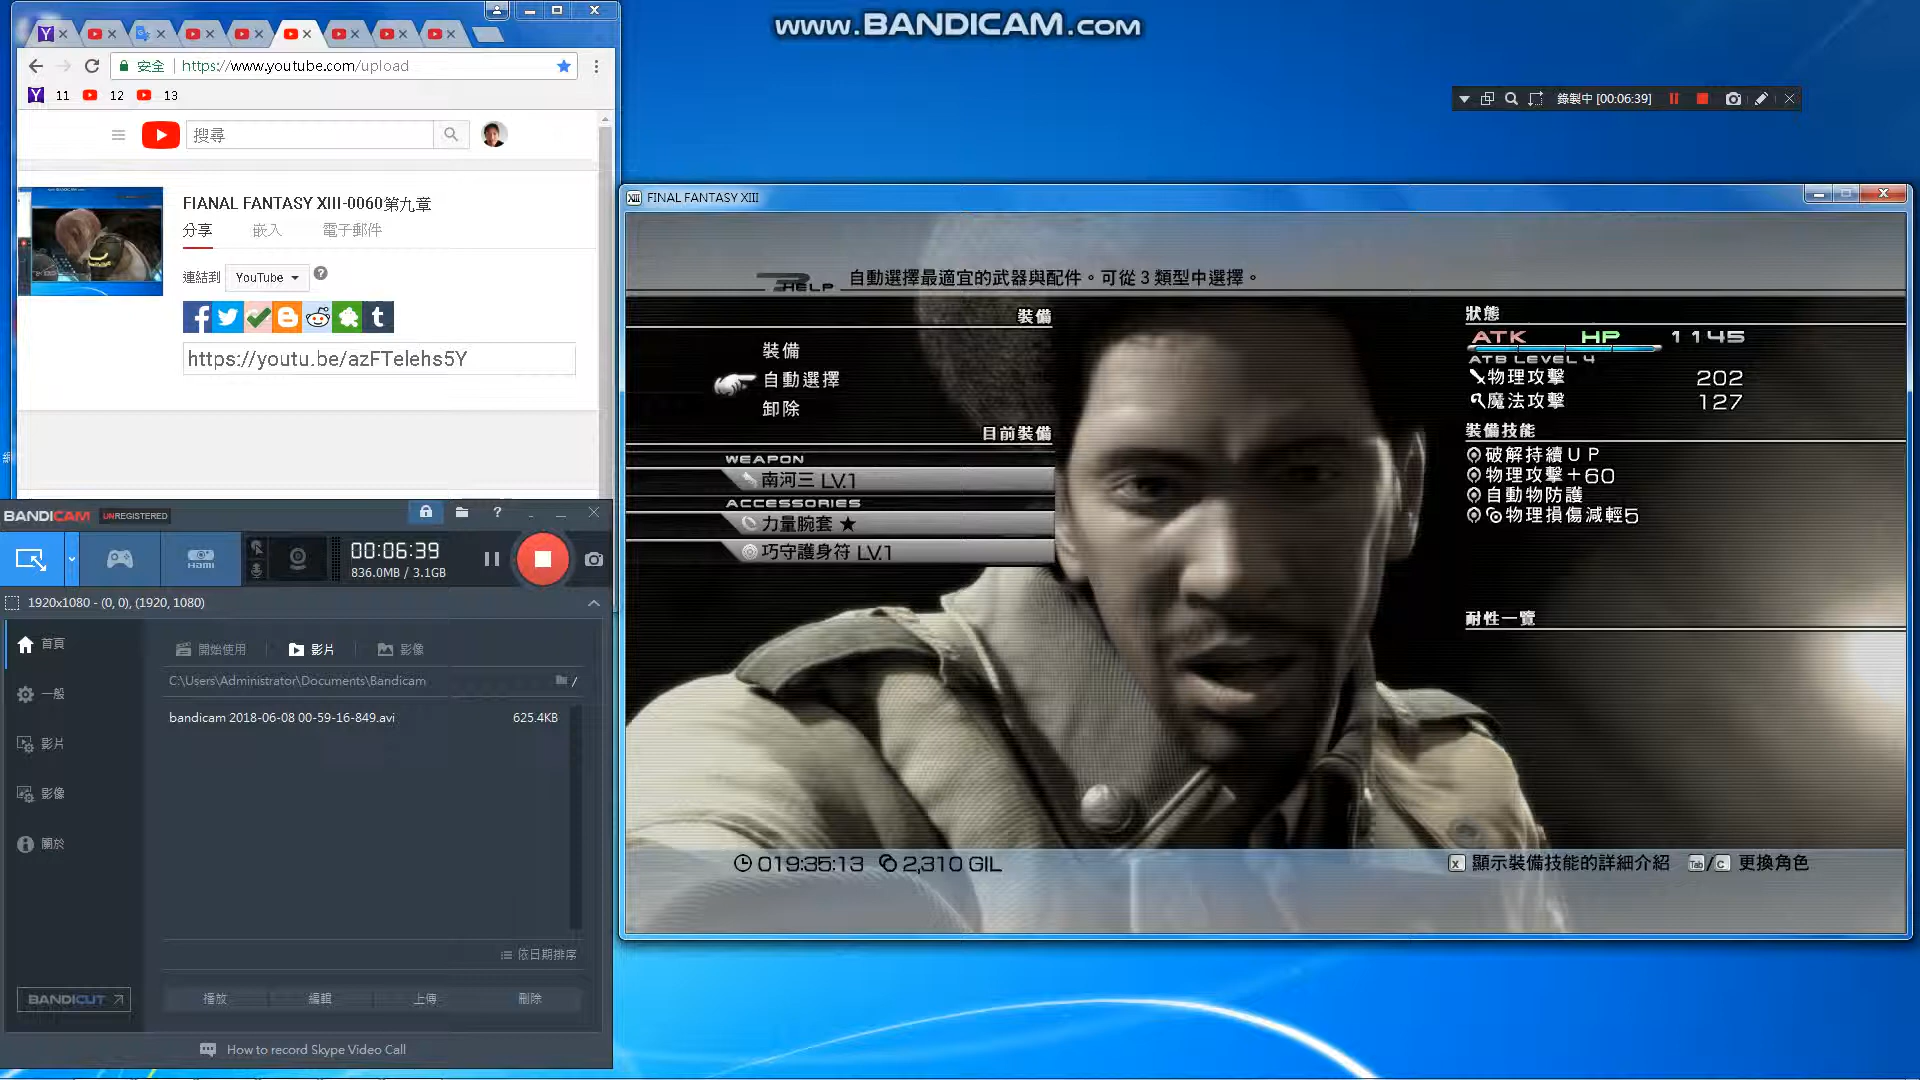 www.BANDICAM.com
安全 https://www.youtube.com/upload
11 12 13
搜尋
FIANAL FANTASY XIII-0060第九章
分享 嵌入 電子郵件
連結到 YouTube
https://youtu.be/azFTelehs5Y
錄製中 [00:06:39]
BANDICAM UNREGISTERED
HDMI
00:06:39
836.0MB / 3.1GB
1920x1080 - (0, 0), (1920, 1080)
首頁
一般
影片
影像
關於
開始使用 影片 影像
C:\Users\Administrator\Documents\Bandicam
bandicam 2018-06-08 00-59-16-849.avi 625.4KB
依日期排序
播放 編輯 上傳 刪除
BANDICUT
How to record Skype Video Call
FINAL FANTASY XIII
HELP 自動選擇最適宜的武器與配件。可從3類型中選擇。
裝備
裝備
自動選擇
卸除
目前裝備
WEAPON
南河三 LV.1
ACCESSORIES
力量腕套 ★
巧守護身符 LV.1
狀態
ATK HP 1145
ATB LEVEL 4
物理攻擊 202
魔法攻擊 127
裝備技能
破解持續UP
物理攻擊+60
自動物防護
物理損傷減輕5
耐性一覽
019:35:13 2,310 GIL
X 顯示裝備技能的詳細介紹 Tab/C 更換角色